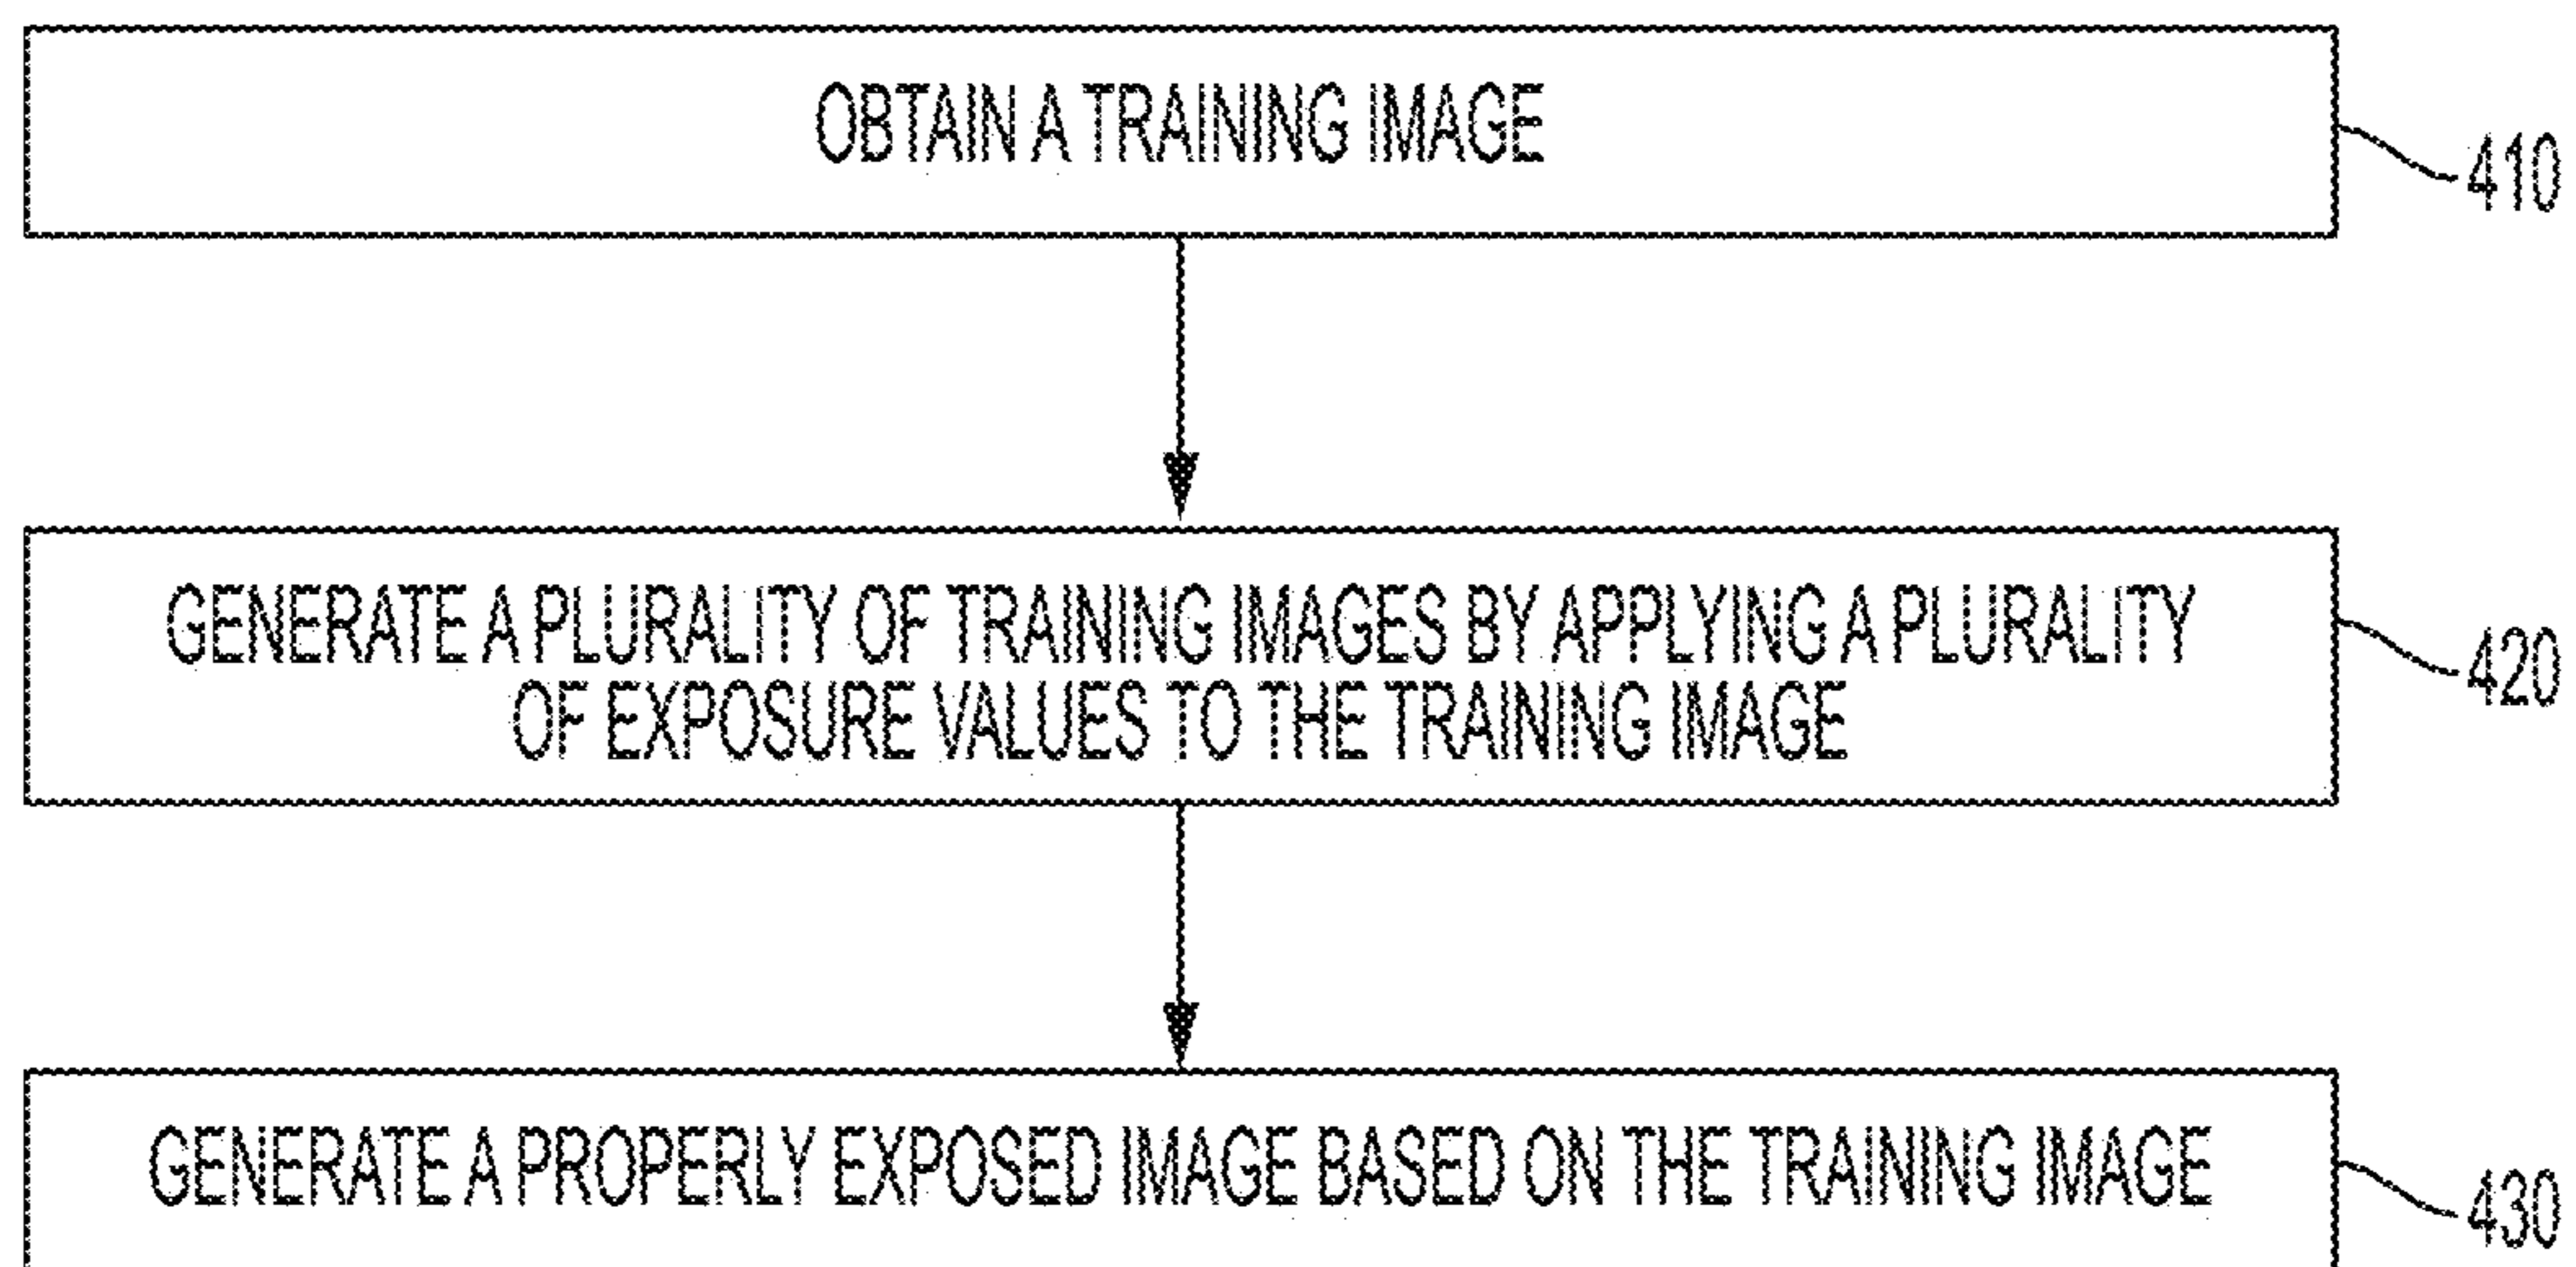 OBTAIN A TRAINING IMAGE
410
GENERATE A PLURALITY OF TRAINING IMAGES BY APPLYING A PLURALITY
OF EXPOSURE VALUES TO THE TRAINING IMAGE
420
GENERATE A PROPERLY EXPOSED IMAGE BASED ON THE TRAINING IMAGE
430